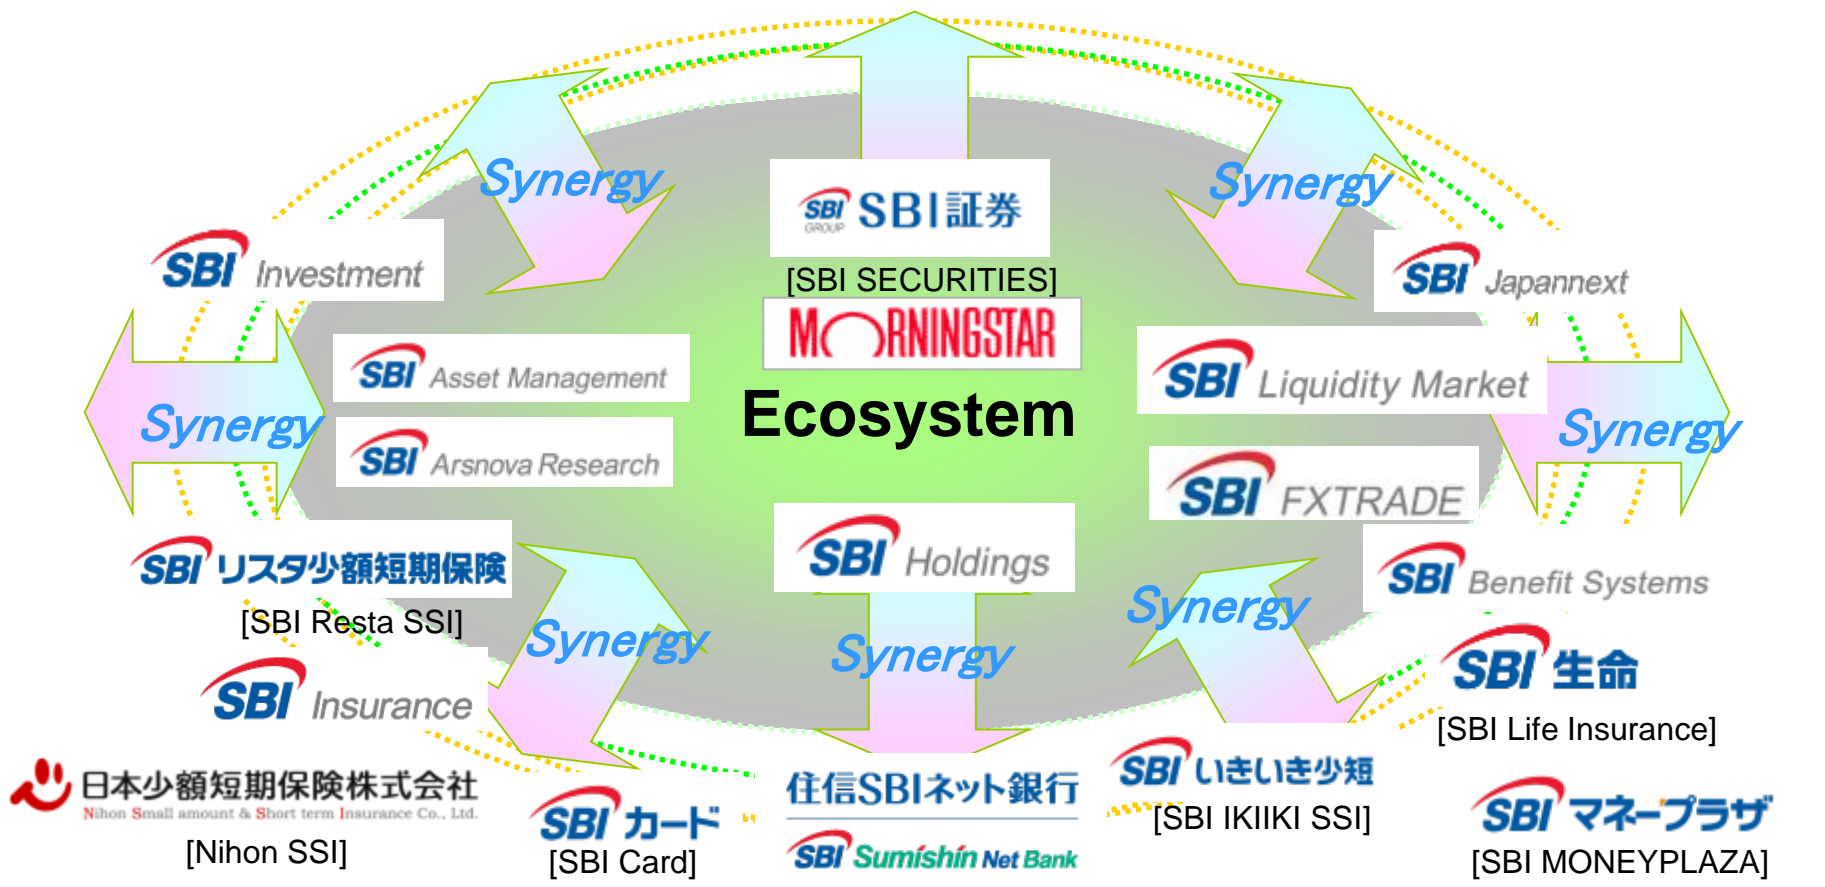 Synergy
Synergy
SBI GROUP SBI証券
[SBI SECURITIES]
MORNINGSTAR
SBI Investment
SBI Japannext
SBI Asset Management
SBI Liquidity Market
Synergy
Ecosystem
Synergy
SBI Arsnova Research
SBI FXTRADE
SBI Holdings
SBI リスタ少額短期保険
[SBI Resta SSI]
SBI Benefit Systems
Synergy
Synergy
Synergy
SBI Insurance
SBI 生命
[SBI Life Insurance]
日本少額短期保険株式会社
Nihon Small amount & Short term Insurance Co., Ltd.
[Nihon SSI]
SBI カード
[SBI Card]
住信SBIネット銀行
SBI Sumishin Net Bank
SBI いきいき少短
[SBI IKIIKI SSI]
SBI マネープラザ
[SBI MONEYPLAZA]